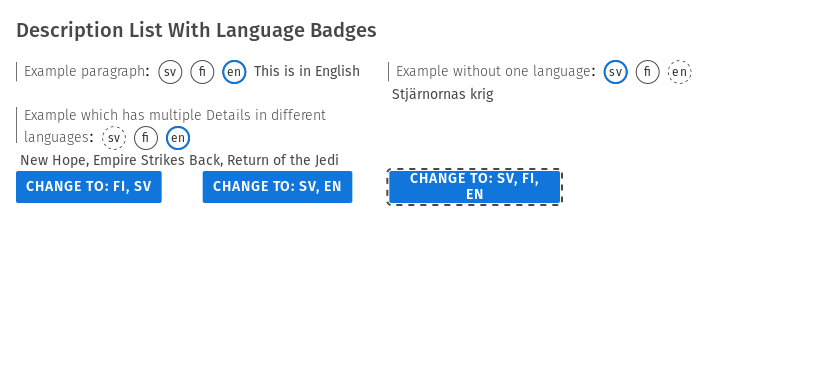 Description List With Language Badges
Example paragraph: sv fi en This is in English
Example without one language: sv fi en
Stjärnornas krig
Example which has multiple Details in different
languages: sv fi en
New Hope, Empire Strikes Back, Return of the Jedi
CHANGE TO: FI, SV
CHANGE TO: SV, EN
CHANGE TO: SV, FI,
EN